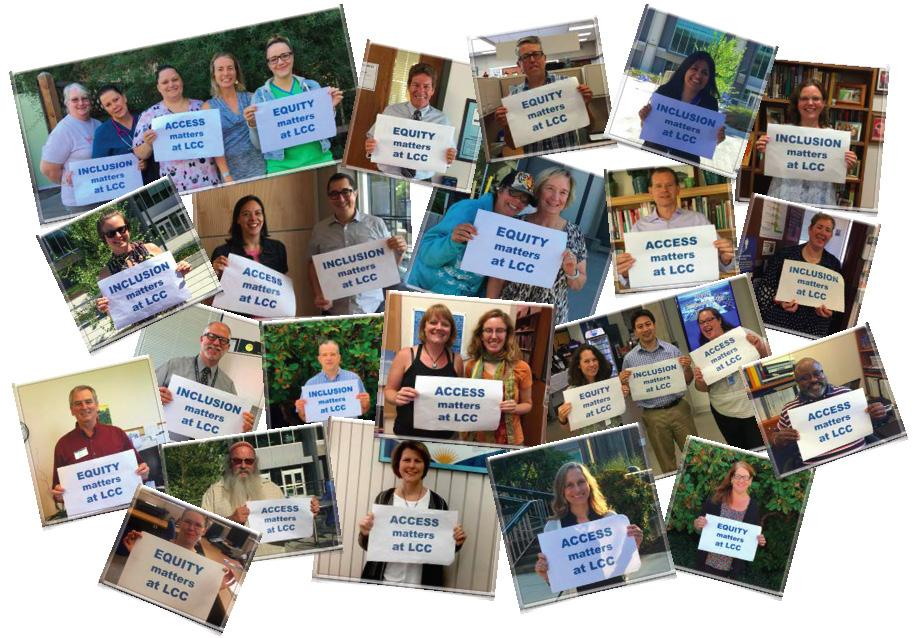 INCLUSION
matters
at LCC
ACCESS
matters
at LCC
EQUITY
matters
at LCC
EQUITY
matters
at LCC
EQUITY
matters
at LCC
INCLUSION
matters
at LCC
INCLUSION
matters
at LCC
INCLUSION
matters
at LCC
ACCESS
matters
at LCC
INCLUSION
matters
at LCC
EQUITY
matters
at LCC
ACCESS
matters
at LCC
INCLUSION
matters
at LCC
INCLUSION
matters
at LCC
INCLUSION
matters
at LCC
ACCESS
matters
at LCC
EQUITY
matters
at LCC
INCLUSION
matters
at LCC
ACCESS
matters
at LCC
ACCESS
matters
at LCC
EQUITY
matters
at LCC
ACCESS
matters
at LCC
EQUITY
matters
at LCC
ACCESS
matters
at LCC
ACCESS
matters
at LCC
EQUITY
matters
at LCC